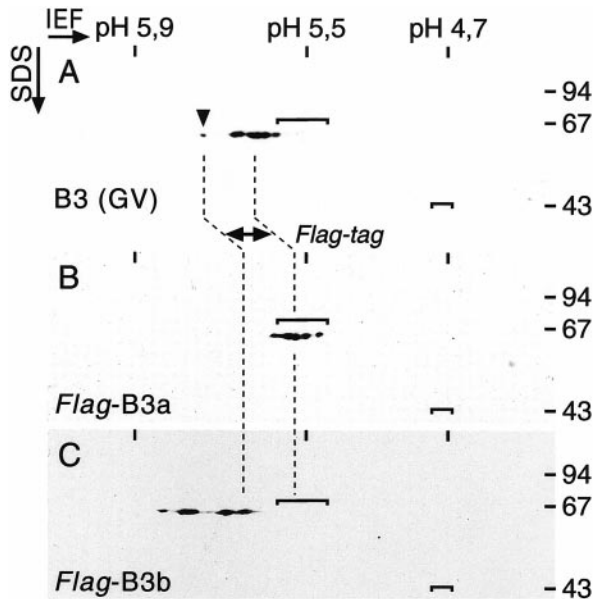 IEF pH 5,9 pH 5,5 pH 4,7
SDS
A
94
67
B3 (GV)
43
Flag-tag
B
94
67
Flag-B3a
43
C
94
67
Flag-B3b
43